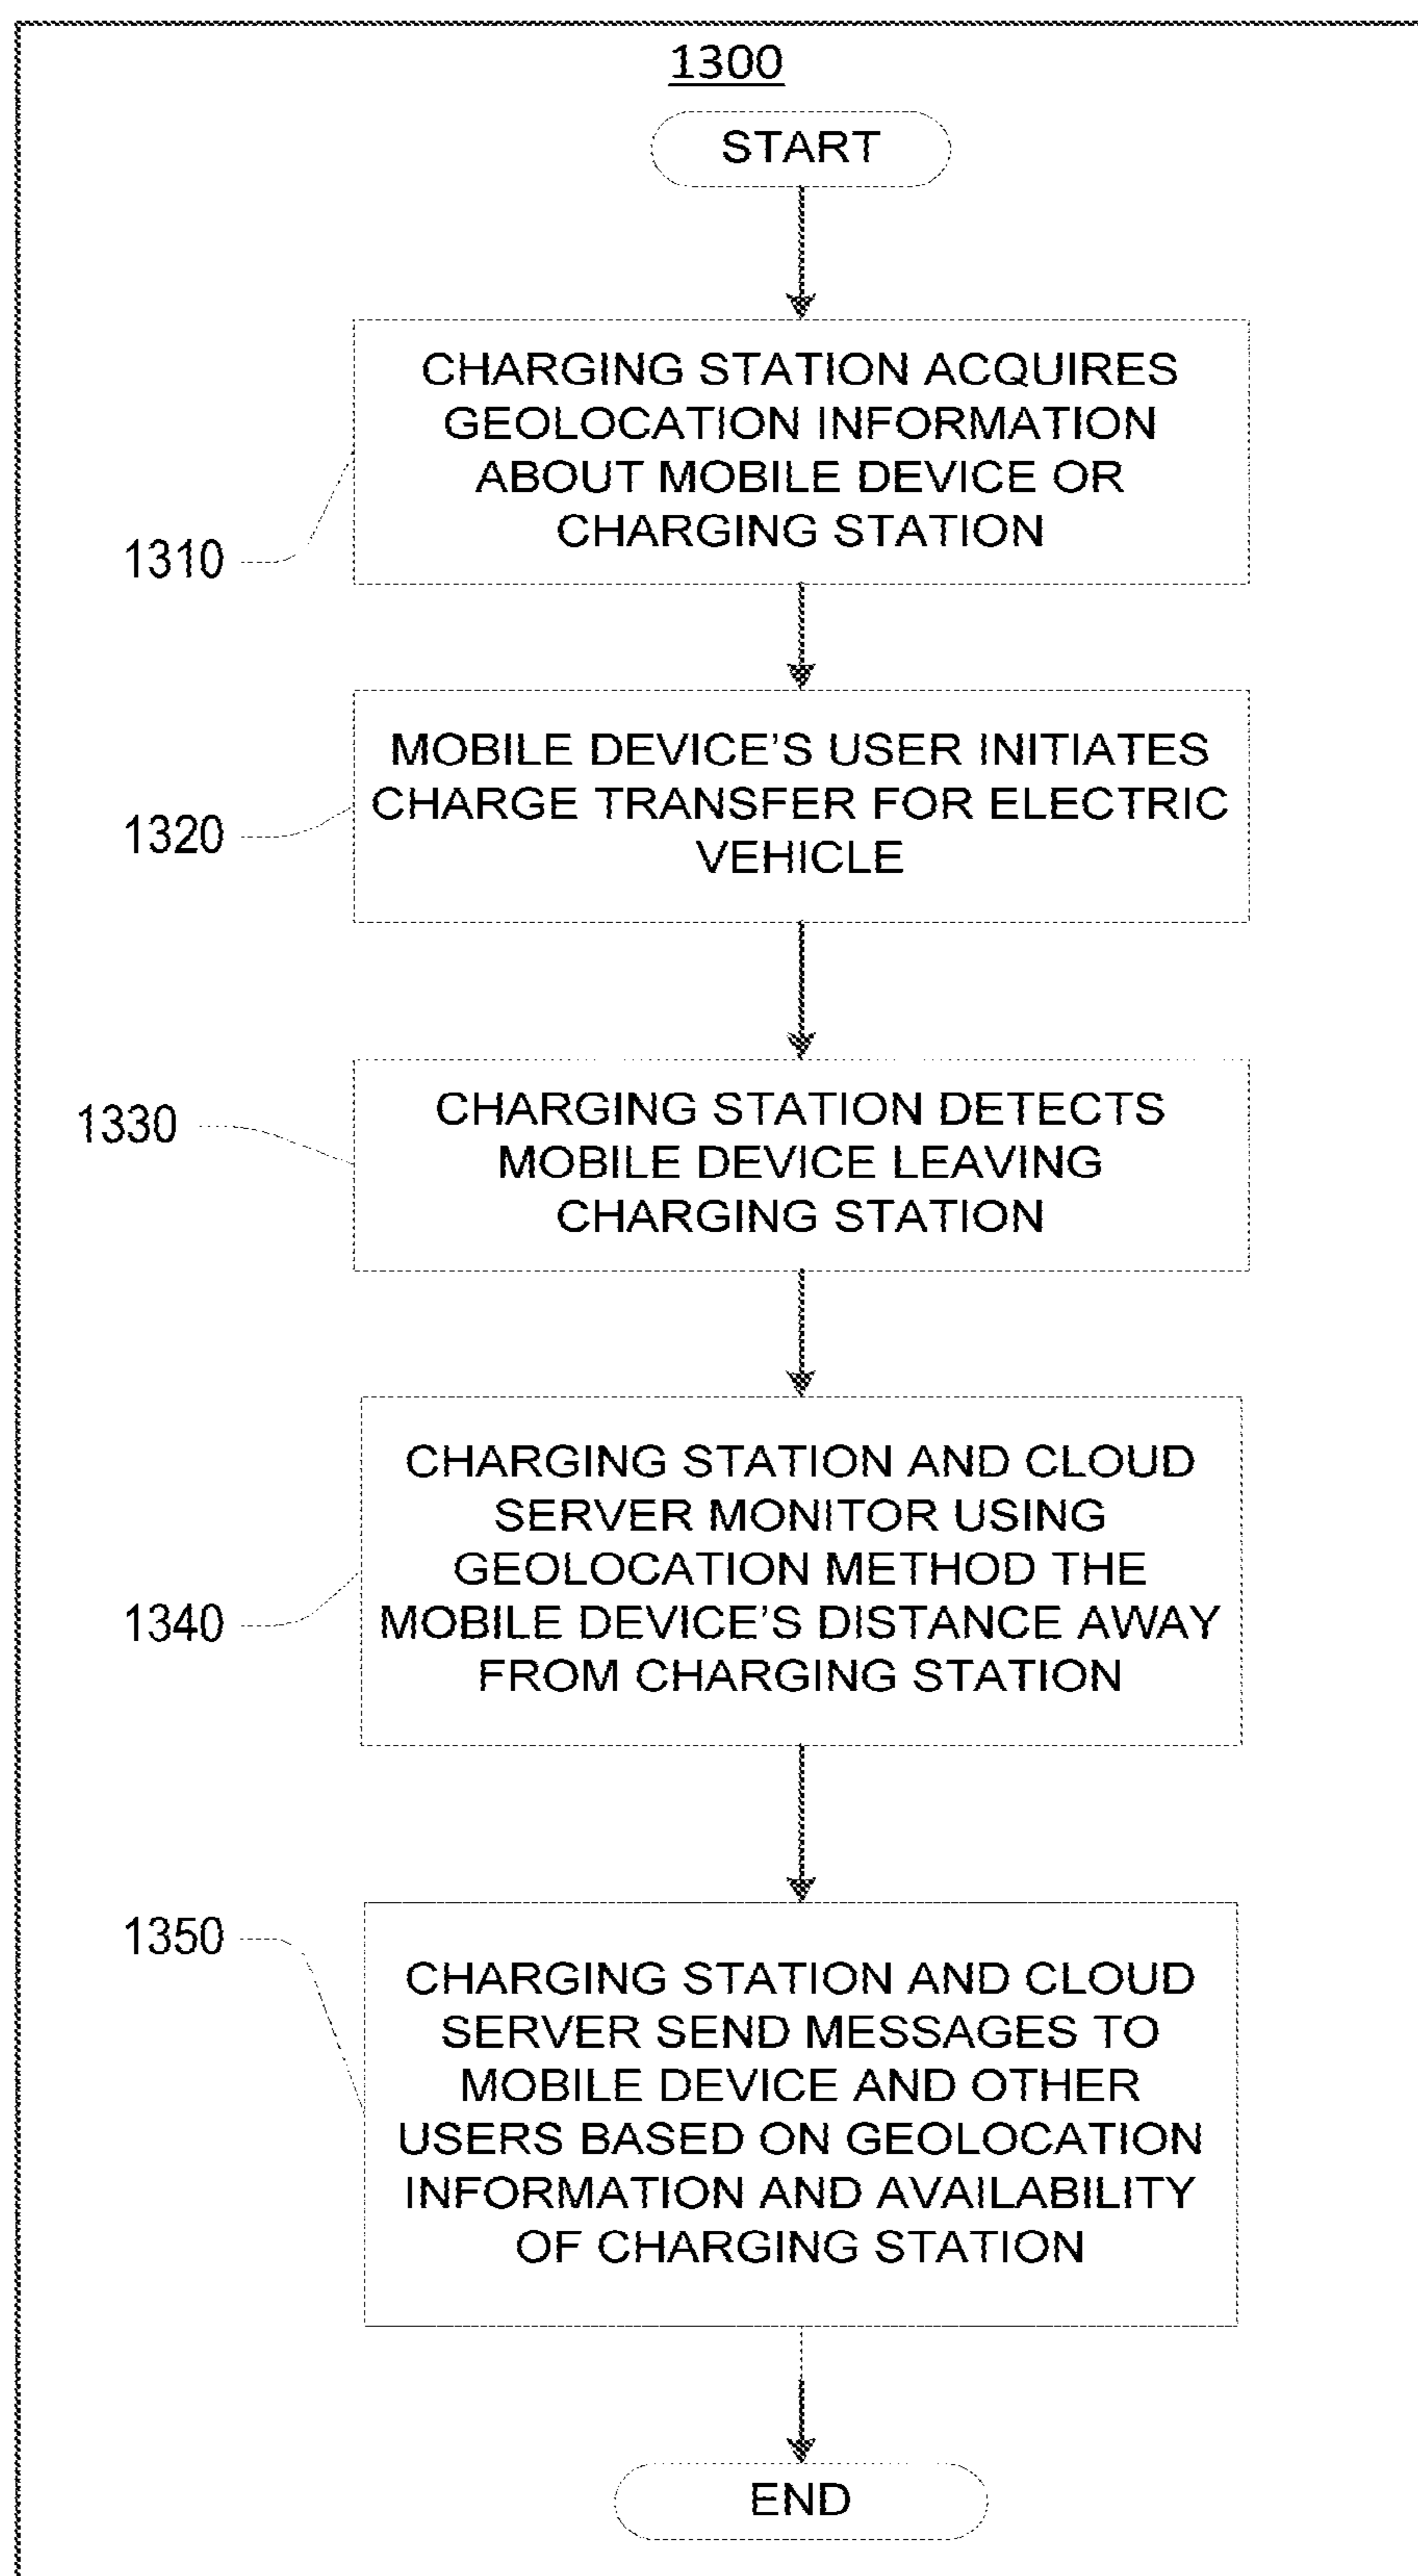 1300
START
CHARGING STATION ACQUIRES
GEOLOCATION INFORMATION
ABOUT MOBILE DEVICE OR
CHARGING STATION
1310
MOBILE DEVICE’S USER INITIATES
CHARGE TRANSFER FOR ELECTRIC
VEHICLE
1320
CHARGING STATION DETECTS
MOBILE DEVICE LEAVING
CHARGING STATION
1330
CHARGING STATION AND CLOUD
SERVER MONITOR USING
GEOLOCATION METHOD THE
MOBILE DEVICE’S DISTANCE AWAY
FROM CHARGING STATION
1340
CHARGING STATION AND CLOUD
SERVER SEND MESSAGES TO
MOBILE DEVICE AND OTHER
USERS BASED ON GEOLOCATION
INFORMATION AND AVAILABILITY
OF CHARGING STATION
1350
END